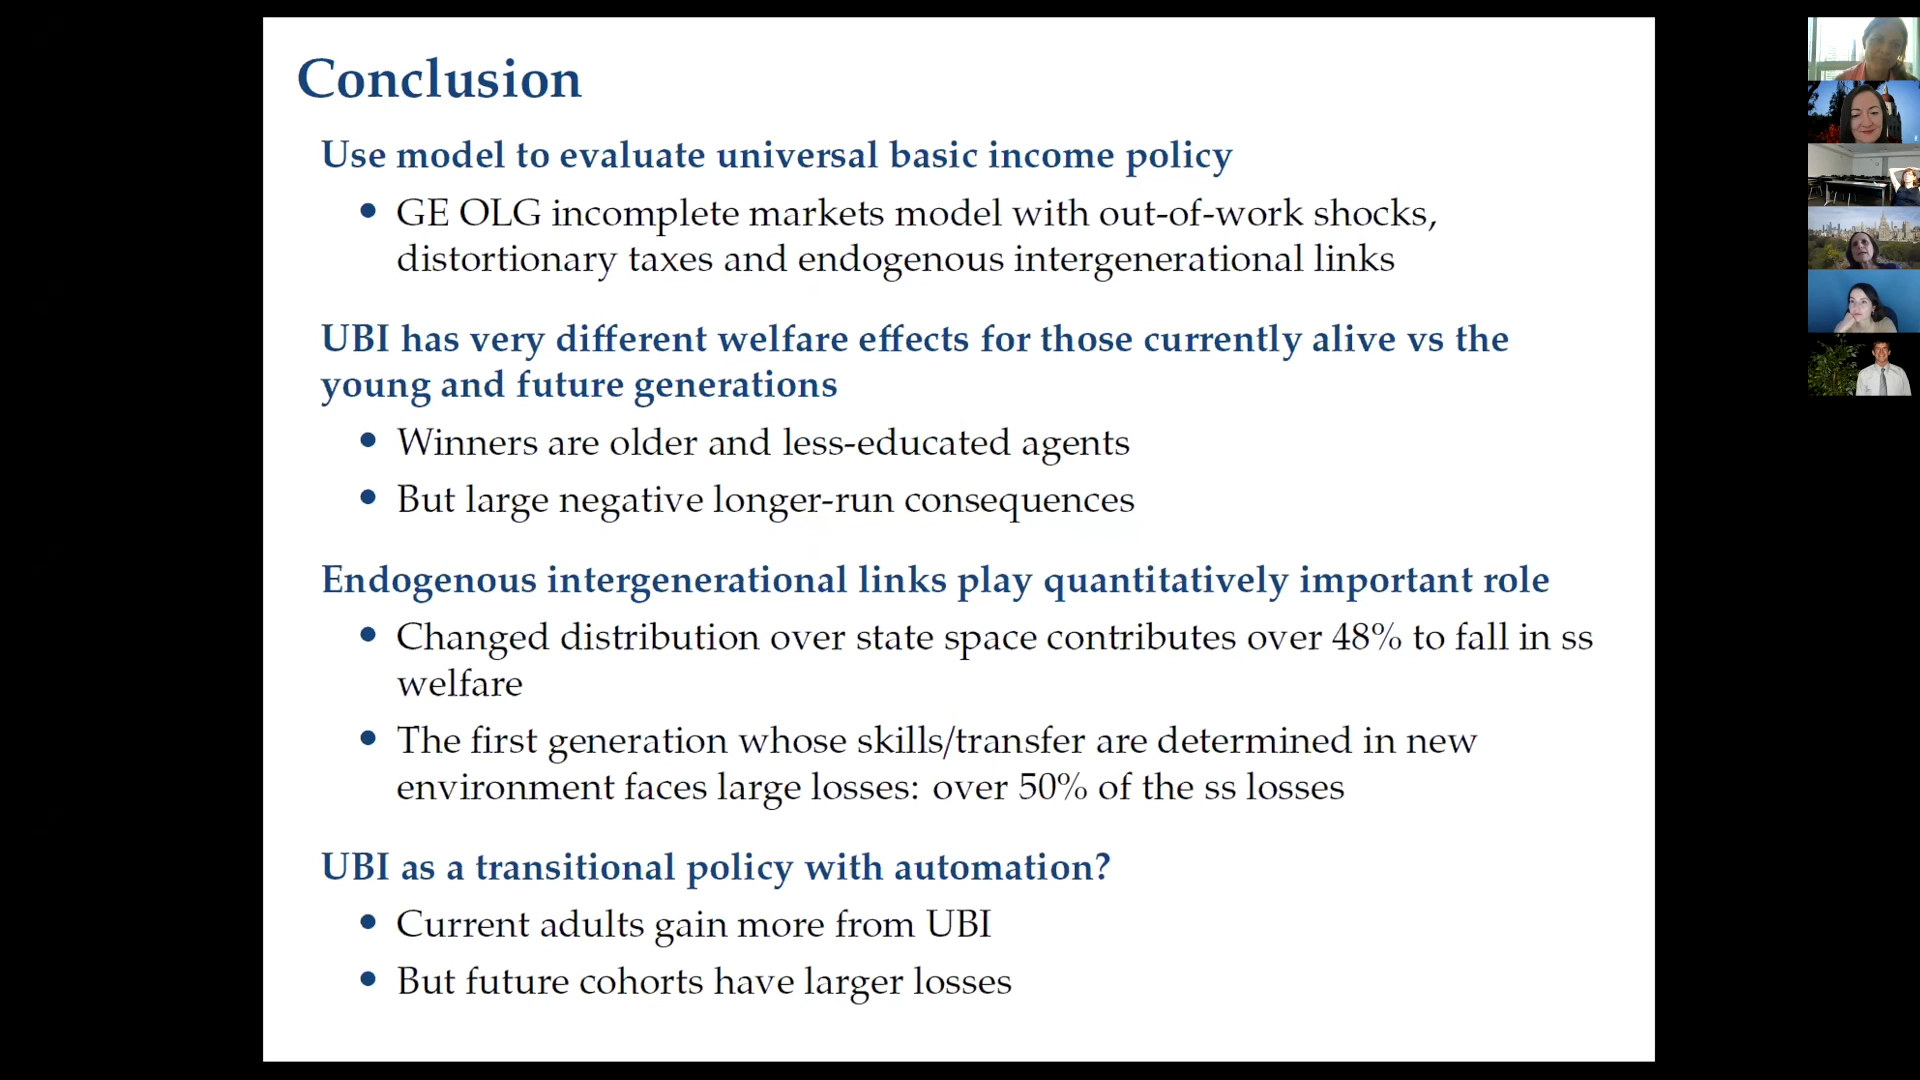 Conclusion
Use model to evaluate universal basic income policy
• GE OLG incomplete markets model with out-of-work shocks,
distortionary taxes and endogenous intergenerational links
UBI has very different welfare effects for those currently alive vs the
young and future generations
• Winners are older and less-educated agents
• But large negative longer-run consequences
Endogenous intergenerational links play quantitatively important role
• Changed distribution over state space contributes over 48% to fall in ss
welfare
• The first generation whose skills/transfer are determined in new
environment faces large losses: over 50% of the ss losses
UBI as a transitional policy with automation?
• Current adults gain more from UBI
• But future cohorts have larger losses